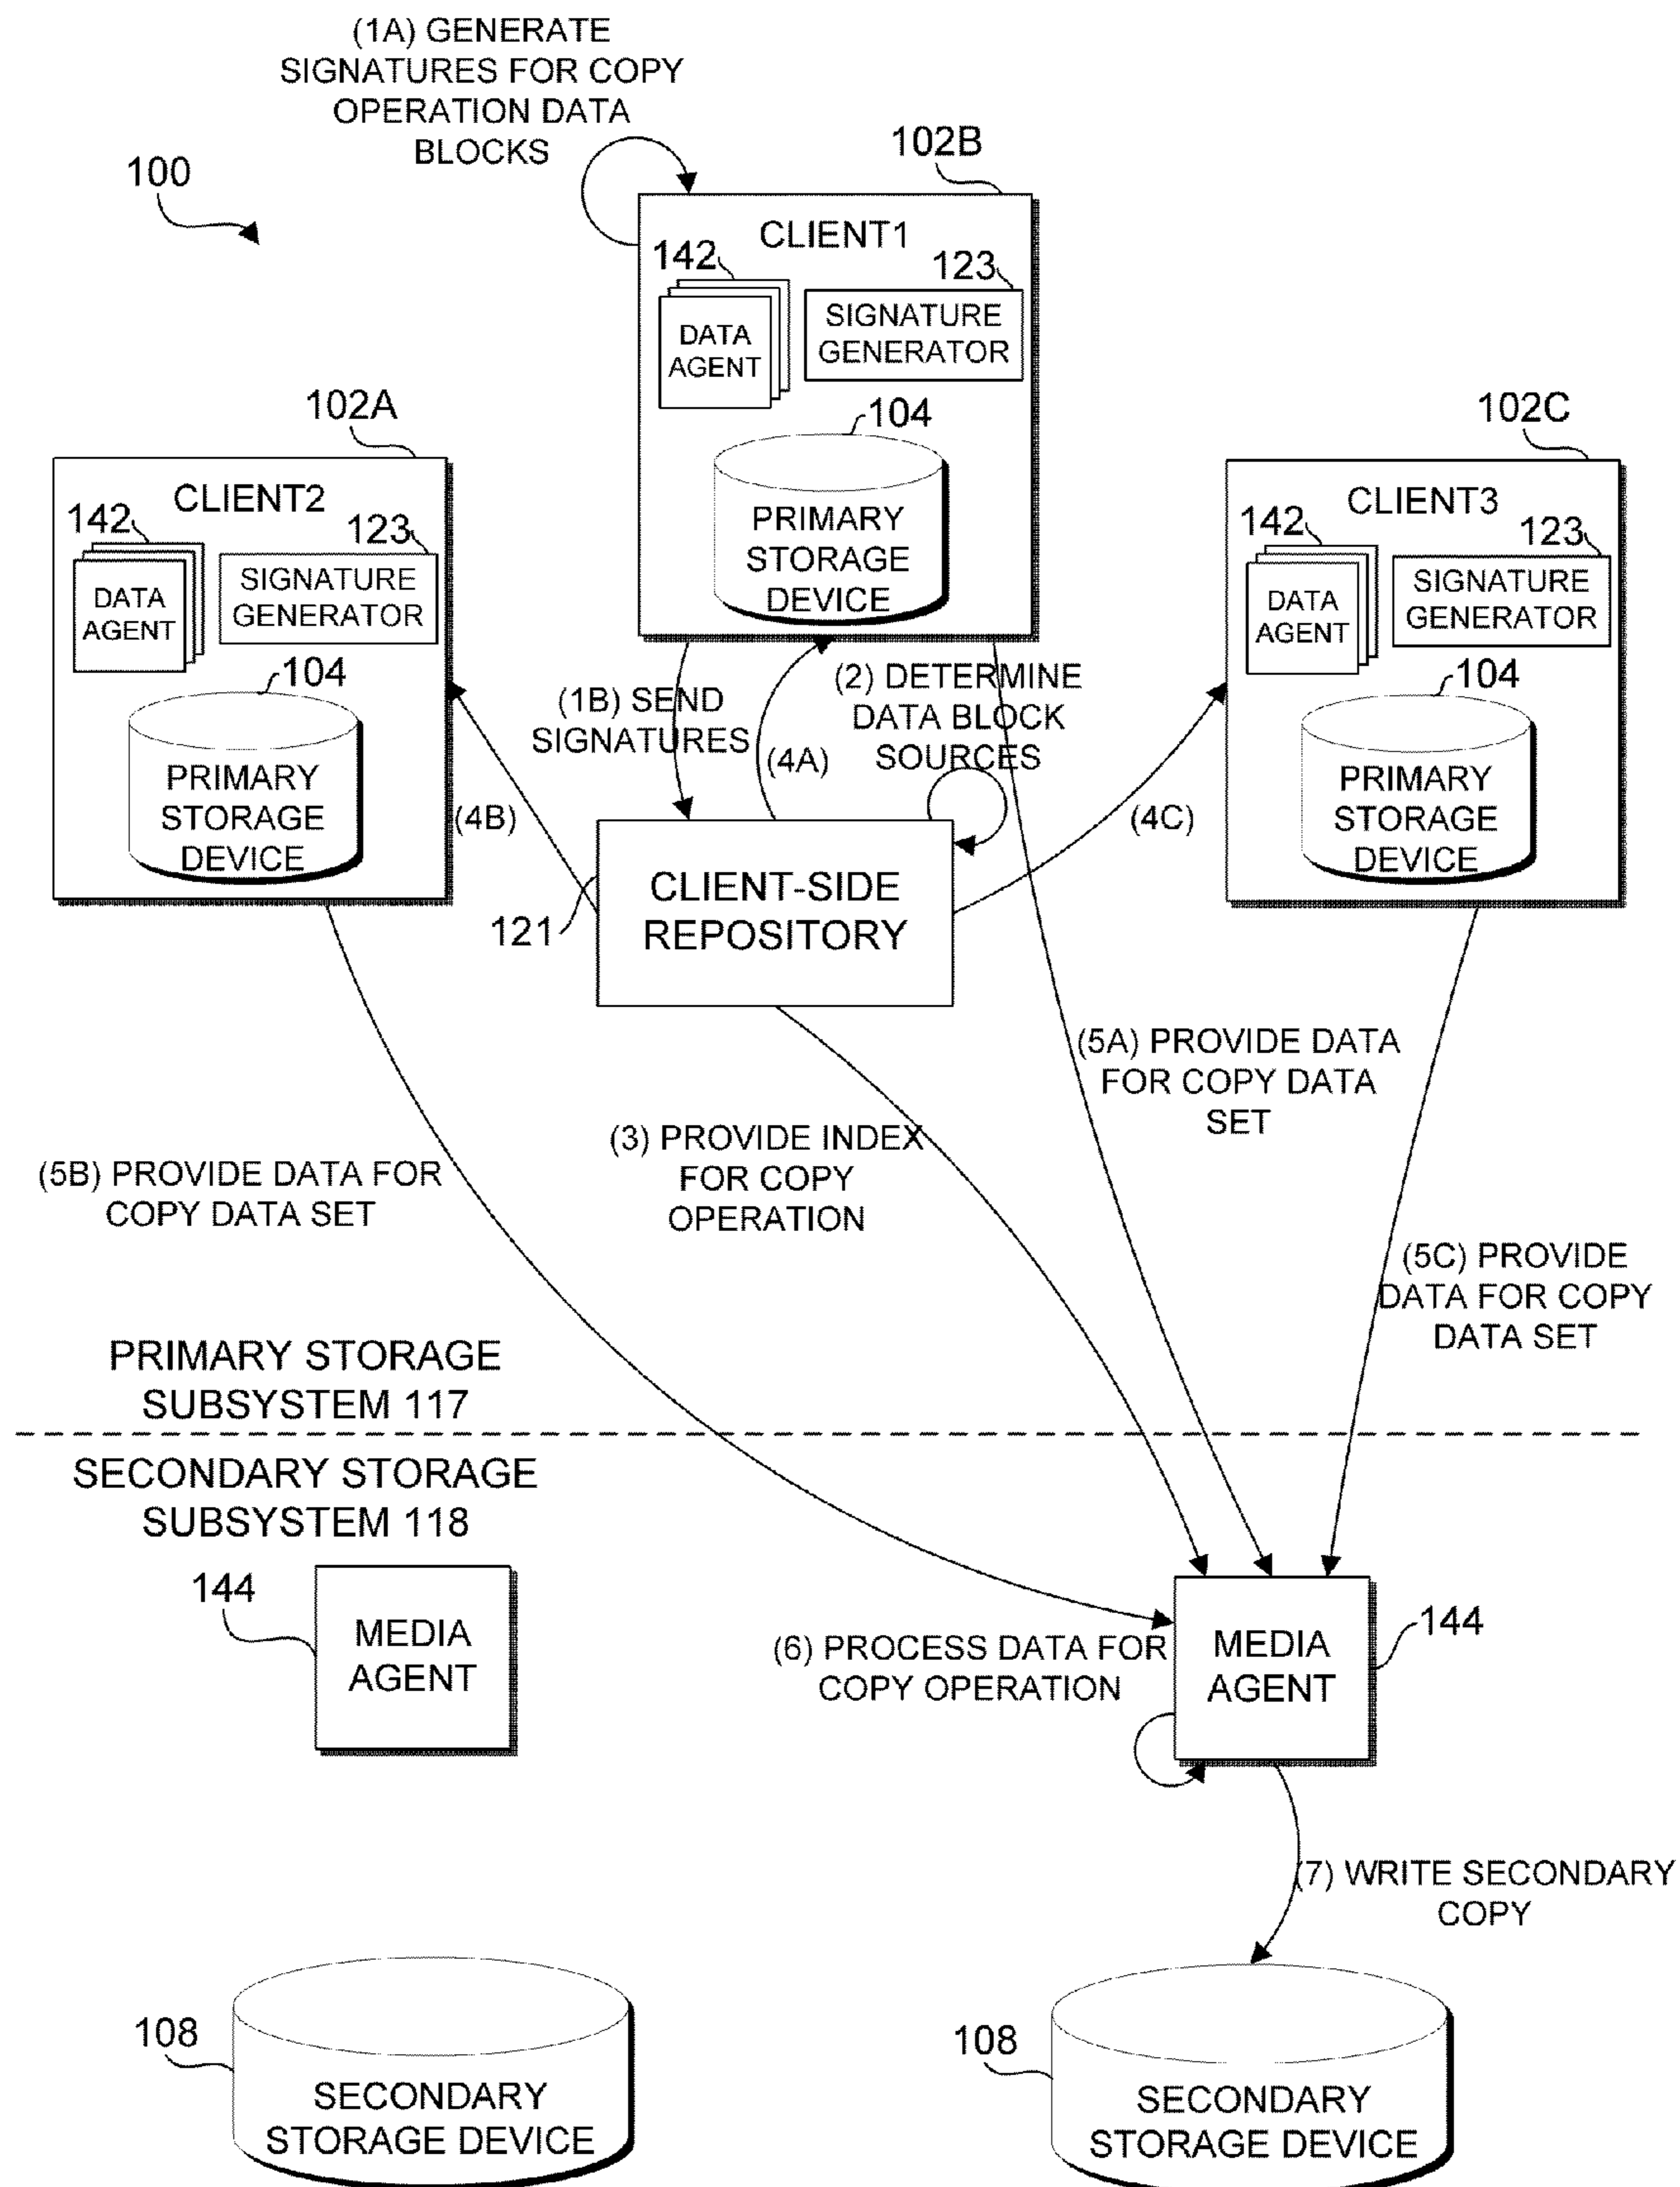 (1A) GENERATE
SIGNATURES FOR COPY
OPERATION DATA
BLOCKS
100
102B
CLIENT1
142
123
DATA
AGENT
SIGNATURE
GENERATOR
104
PRIMARY
STORAGE
DEVICE
102A
CLIENT2
142
123
DATA
AGENT
SIGNATURE
GENERATOR
104
PRIMARY
STORAGE
DEVICE
102C
CLIENT3
142
123
DATA
AGENT
SIGNATURE
GENERATOR
104
PRIMARY
STORAGE
DEVICE
(1B) SEND
SIGNATURES
(4A)
(2) DETERMINE
DATA BLOCK
SOURCES
(4B)
(4C)
CLIENT-SIDE
REPOSITORY
121
(5A) PROVIDE DATA
FOR COPY DATA
SET
(3) PROVIDE INDEX
FOR COPY
OPERATION
(5B) PROVIDE DATA FOR
COPY DATA SET
(5C) PROVIDE
DATA FOR COPY
DATA SET
PRIMARY STORAGE
SUBSYSTEM 117
SECONDARY STORAGE
SUBSYSTEM 118
144
MEDIA
AGENT
(6) PROCESS DATA FOR
COPY OPERATION
MEDIA
AGENT
144
(7) WRITE SECONDARY
COPY
108
SECONDARY
STORAGE DEVICE
108
SECONDARY
STORAGE DEVICE